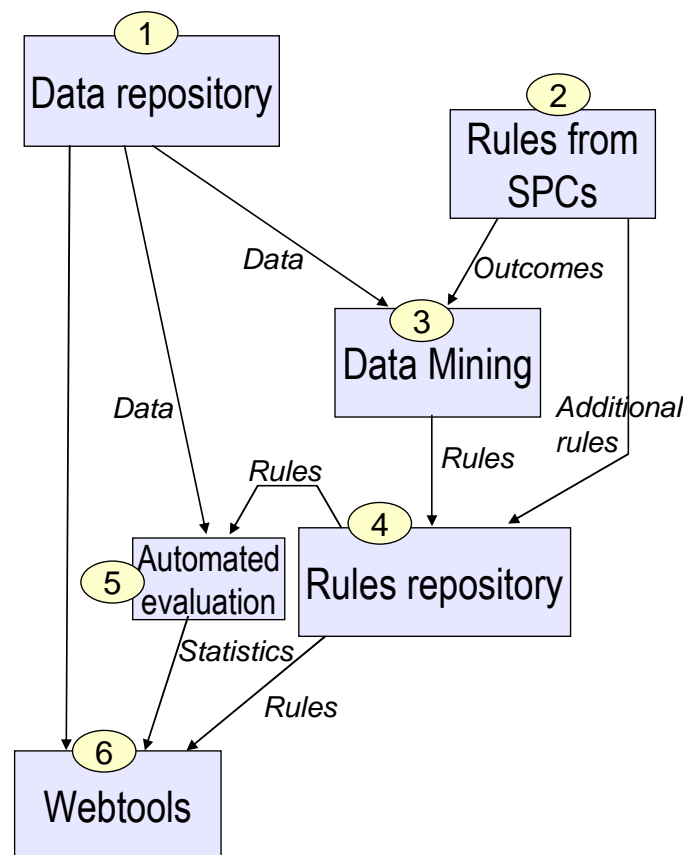 1
Data repository
2
Rules from
SPCs
Data
Outcomes
3
Data Mining
Data
Additional
rules
Rules
Rules
4
Rules repository
5
Automated
evaluation
Statistics
Rules
6
Webtools